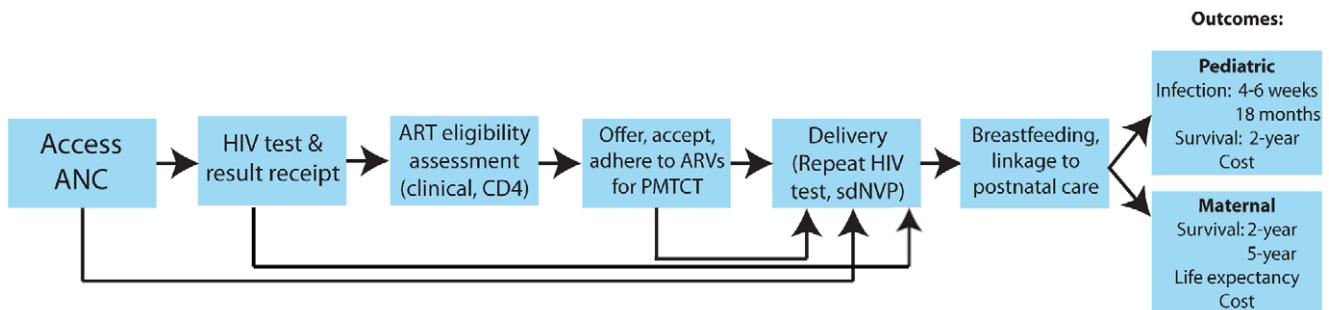 Access
ANC
HIV test &
result receipt
ART eligibility
assessment
(clinical, CD4)
Offer, accept,
adhere to ARVs
for PMTCT
Delivery
(Repeat HIV
test, sdNVP)
Breastfeeding,
linkage to
postnatal care
Outcomes:
Pediatric
Infection: 4-6 weeks
18 months
Survival: 2-year
Cost
Maternal
Survival: 2-year
5-year
Life expectancy
Cost